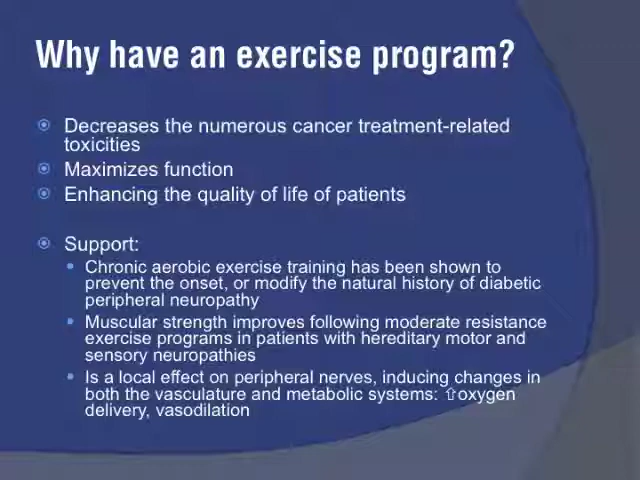 Why have an exercise program?
Decreases the numerous cancer treatment-related
toxicities
Maximizes function
Enhancing the quality of life of patients
Support:
Chronic aerobic exercise training has been shown to
prevent the onset, or modify the natural history of diabetic
peripheral neuropathy
Muscular strength improves following moderate resistance
exercise programs in patients with hereditary motor and
sensory neuropathies
Is a local effect on peripheral nerves, inducing changes in
both the vasculature and metabolic systems: ⇧oxygen
delivery, vasodilation